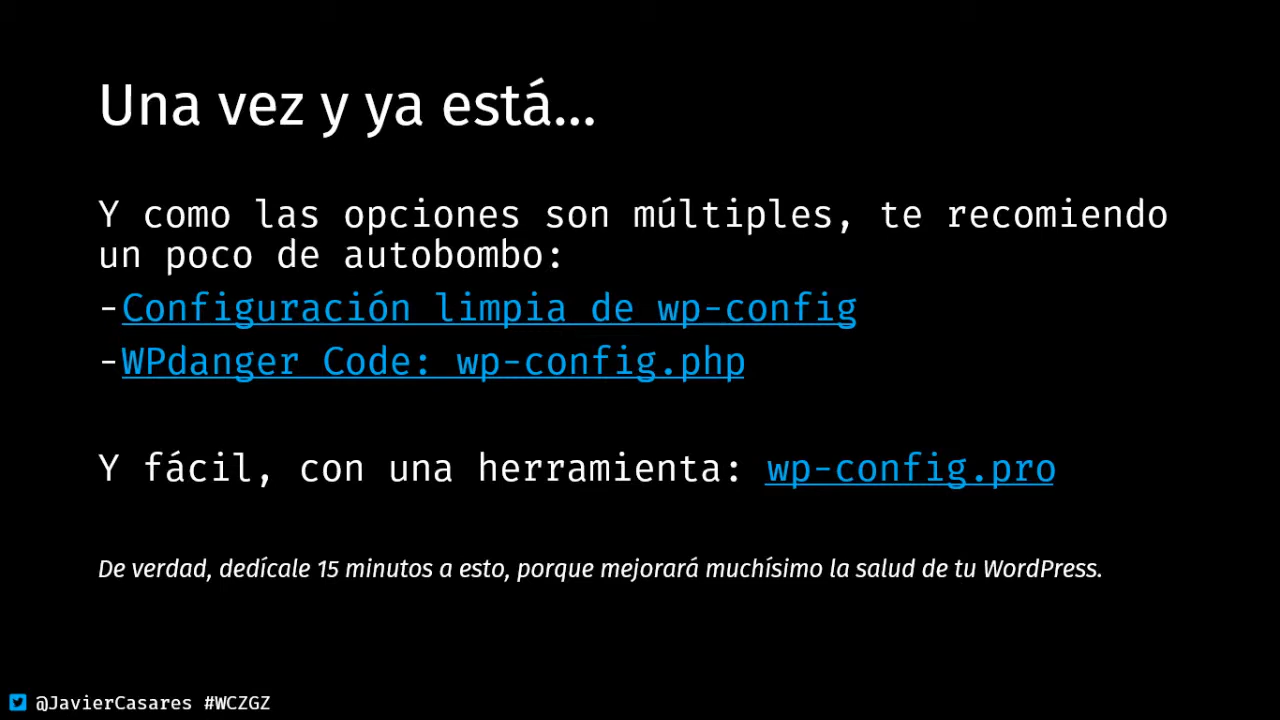 Una vez y ya está...
Y como las opciones son múltiples, te recomiendo
un poco de autobombo:
-Configuración limpia de wp-config
-WPdanger Code: wp-config.php
Y fácil, con una herramienta: wp-config.pro
De verdad, dedícale 15 minutos a esto, porque mejorará muchísimo la salud de tu WordPress.
@JavierCasares #WCZGZ